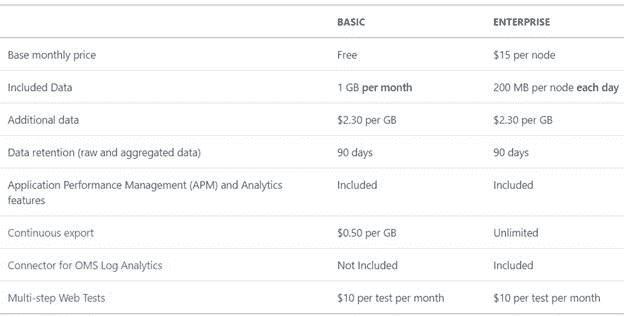 BASIC ENTERPRISE
Base monthly price Free $15 per node
Included Data 1 GB per month 200 MB per node each day
Additional data $2.30 per GB $2.30 per GB
Data retention (raw and aggregated data) 90 days 90 days
Application Performance Management (APM) and Analytics Included Included
features
Continuous export $0.50 per GB Unlimited
Connector for OMS Log Analytics Not Included Included
Multi-step Web Tests $10 per test per month $10 per test per month